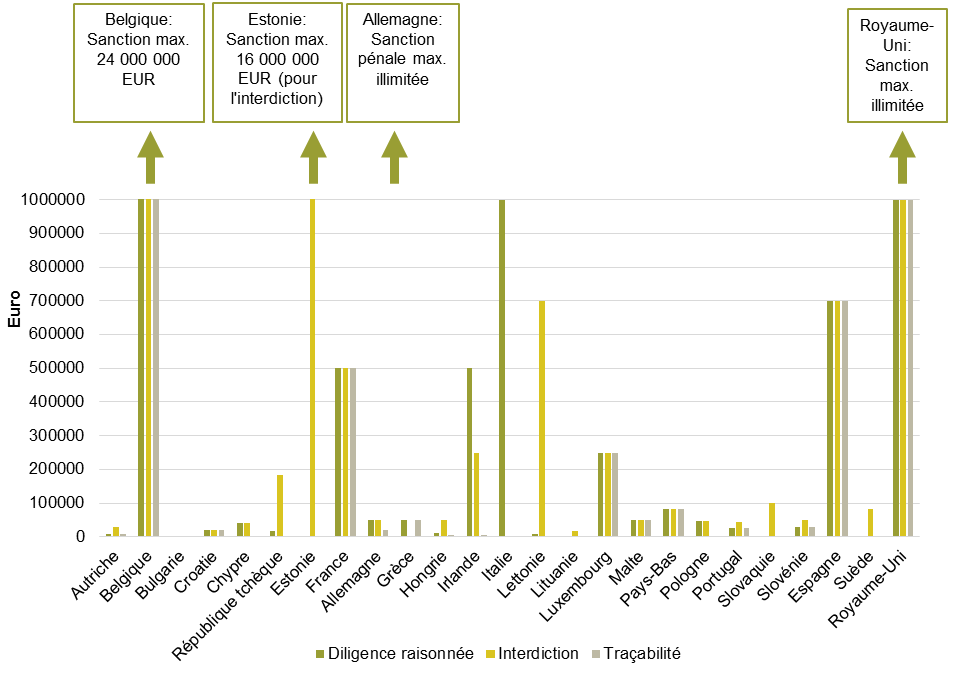 Belgique:
Sanction max.
24 000 000
EUR
Estonie:
Sanction max.
16 000 000
EUR (pour
l'interdiction)
Allemagne:
Sanction
pénale max.
illimitée
Royaume-
Uni:
Sanction
max.
illimitée
1000000
900000
800000
700000
600000
500000
400000
300000
200000
100000
0
Euro
Autriche
Belgique
Bulgarie
Croatie
Chypre
République tchèque
Estonie
France
Allemagne
Grèce
Hongrie
Irlande
Italie
Lettonie
Lituanie
Luxembourg
Malte
Pays-Bas
Pologne
Portugal
Slovaquie
Slovénie
Espagne
Suède
Royaume-Uni
Diligence raisonnée
Interdiction
Traçabilité